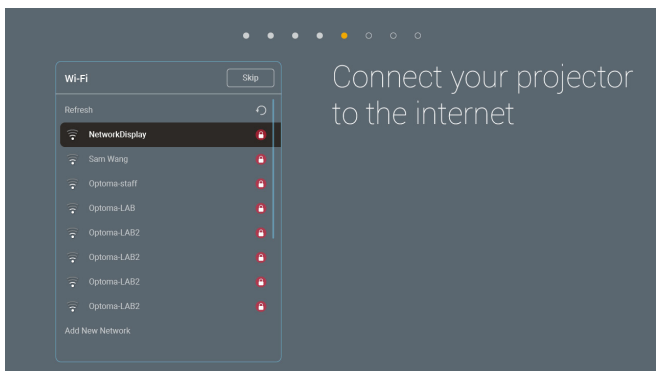 Wi-Fi
Skip
Connect your projector
to the internet
Refresh
NetworkDisplay
Sam Wang
Optoma-staff
Optoma-LAB
Optoma-LAB2
Optoma-LAB2
Optoma-LAB2
Optoma-LAB2
Add New Network